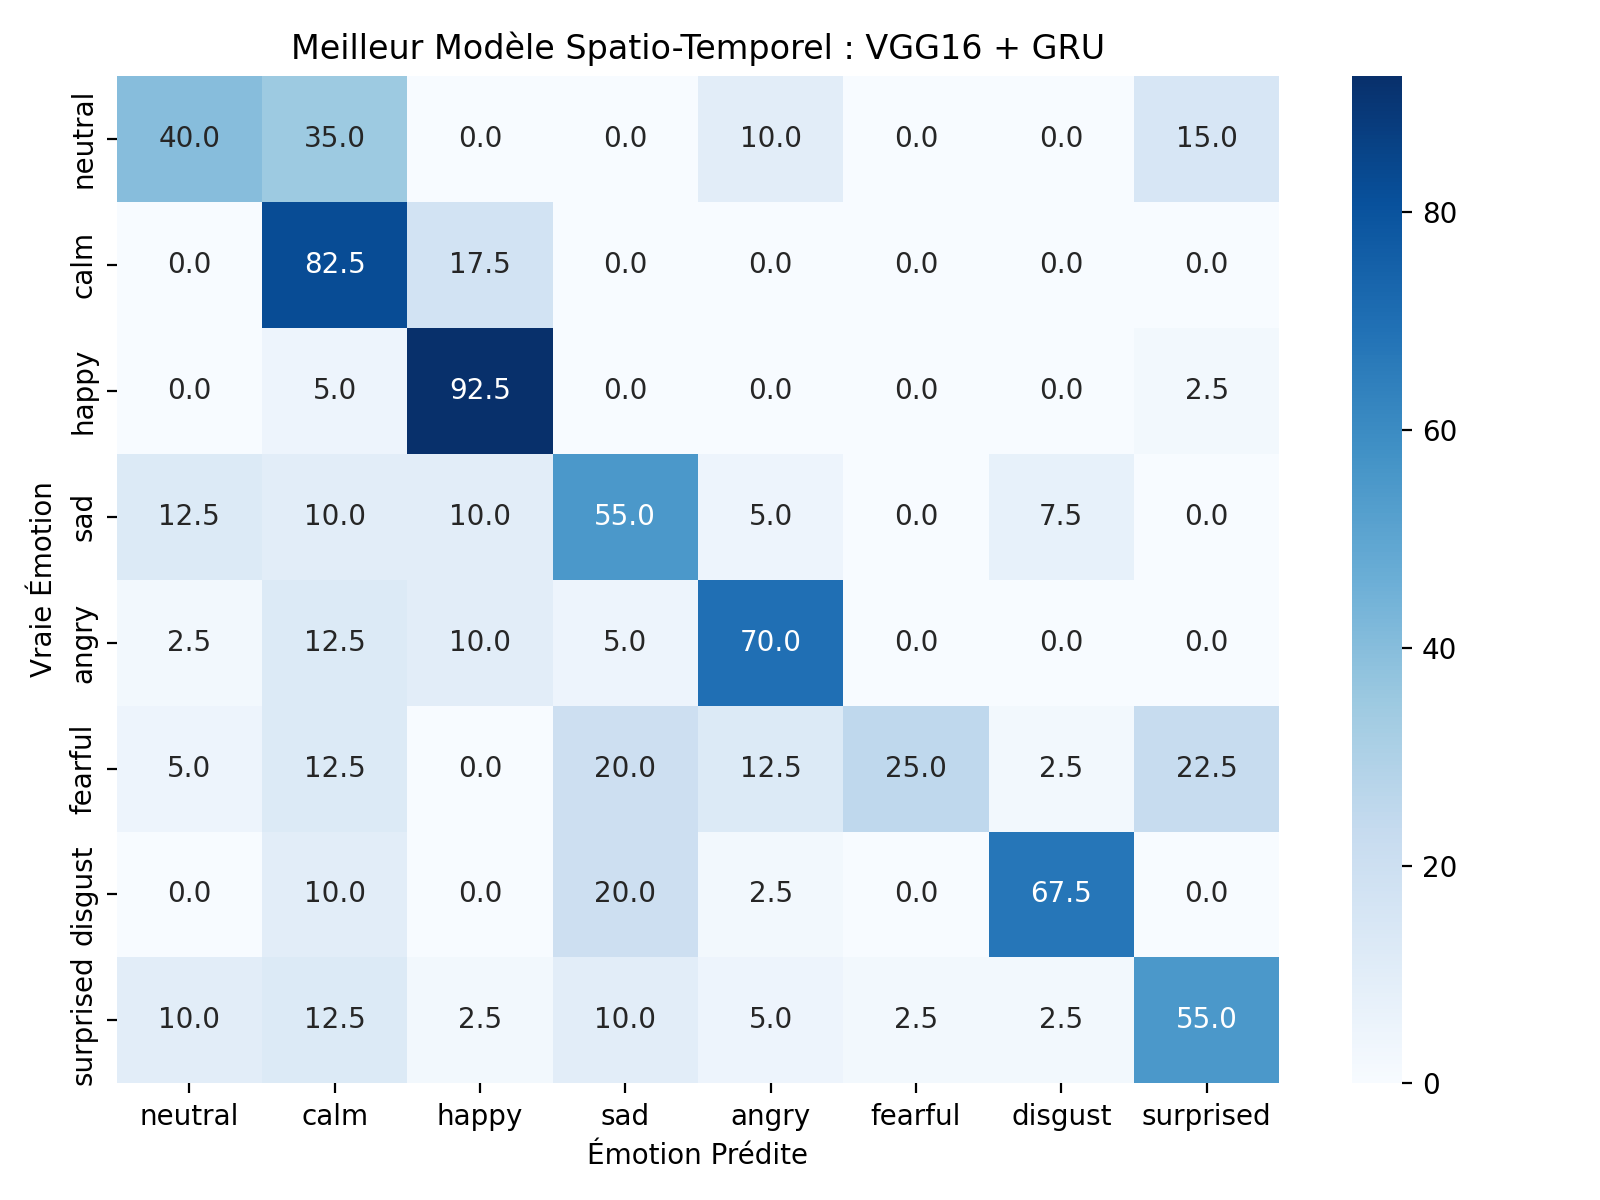 Meilleur Modèle Spatio-Temporel : VGG16 + GRU
Vraie Émotion
neutral 40.0 35.0 0.0 0.0 10.0 0.0 0.0 15.0
calm 0.0 82.5 17.5 0.0 0.0 0.0 0.0 0.0
happy 0.0 5.0 92.5 0.0 0.0 0.0 0.0 2.5
sad 12.5 10.0 10.0 55.0 5.0 0.0 7.5 0.0
angry 2.5 12.5 10.0 5.0 70.0 0.0 0.0 0.0
fearful 5.0 12.5 0.0 20.0 12.5 25.0 2.5 22.5
disgust 0.0 10.0 0.0 20.0 2.5 0.0 67.5 0.0
surprised 10.0 12.5 2.5 10.0 5.0 2.5 2.5 55.0
neutral calm happy sad angry fearful disgust surprised
Émotion Prédite
80
60
40
20
0